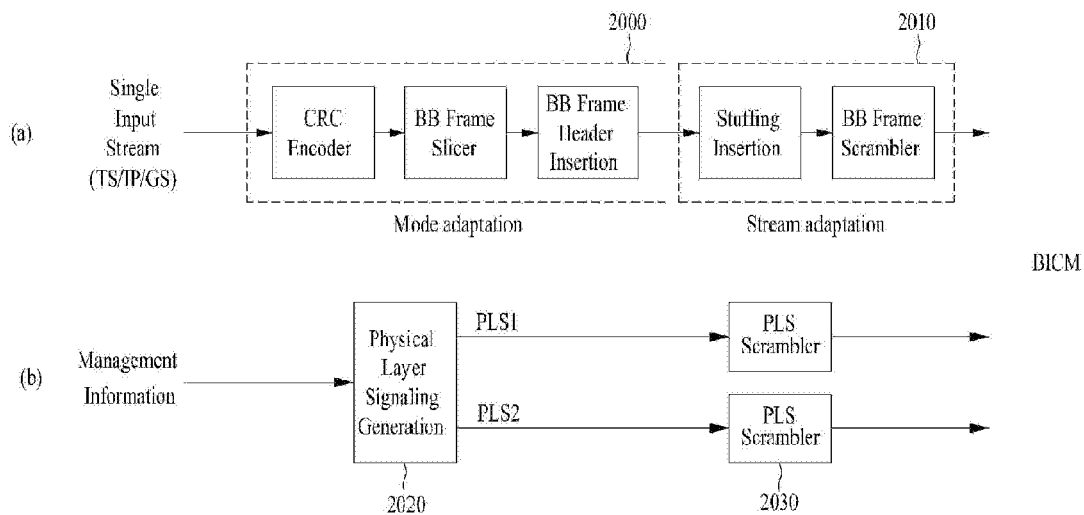 2000
2010
(a)
Single
Input
Stream
(TS/IP/GS)
CRC
Encoder
BB Frame
Slicer
BB Frame
Header
Insertion
Stuffing
Insertion
BB Frame
Scrambler
Mode adaptation
Stream adaptation
BICM
(b)
Management
Information
Physical
Layer
Signaling
Generation
PLS1
PLS2
PLS
Scrambler
PLS
Scrambler
2020
2030